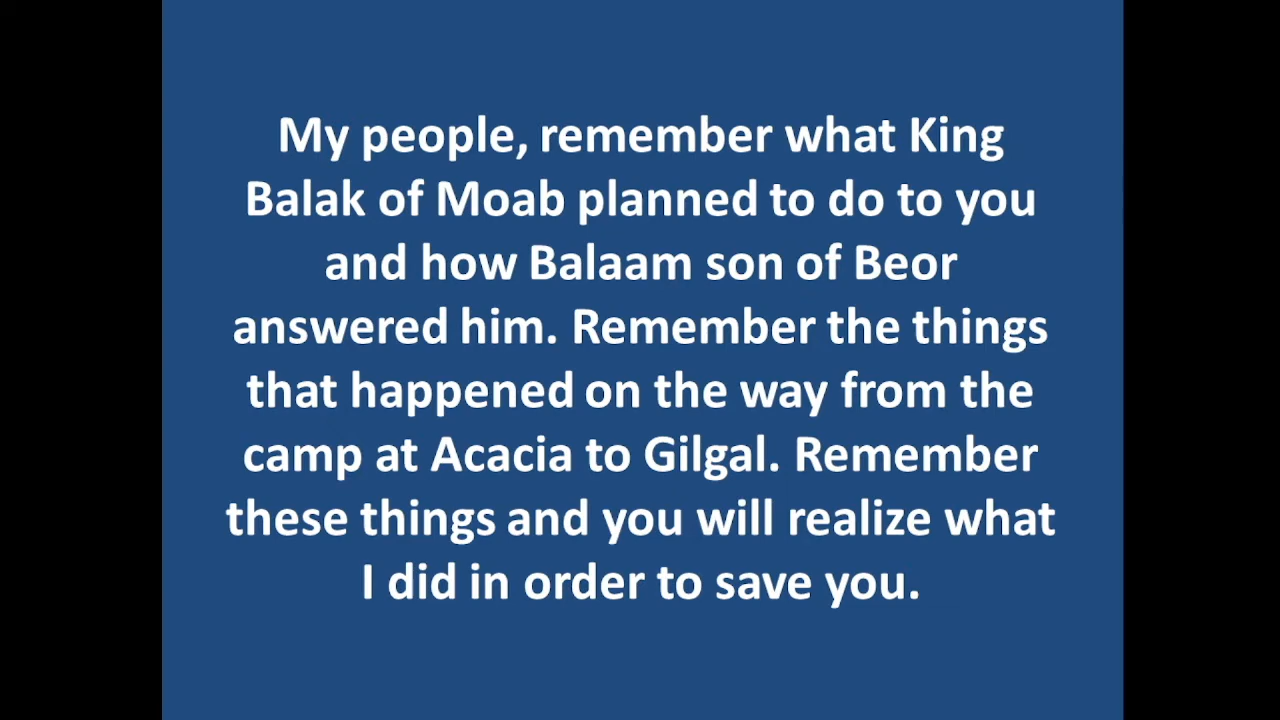 My people, remember what King
Balak of Moab planned to do to you
and how Balaam son of Beor
answered him. Remember the things
that happened on the way from the
camp at Acacia to Gilgal. Remember
these things and you will realize what
I did in order to save you.